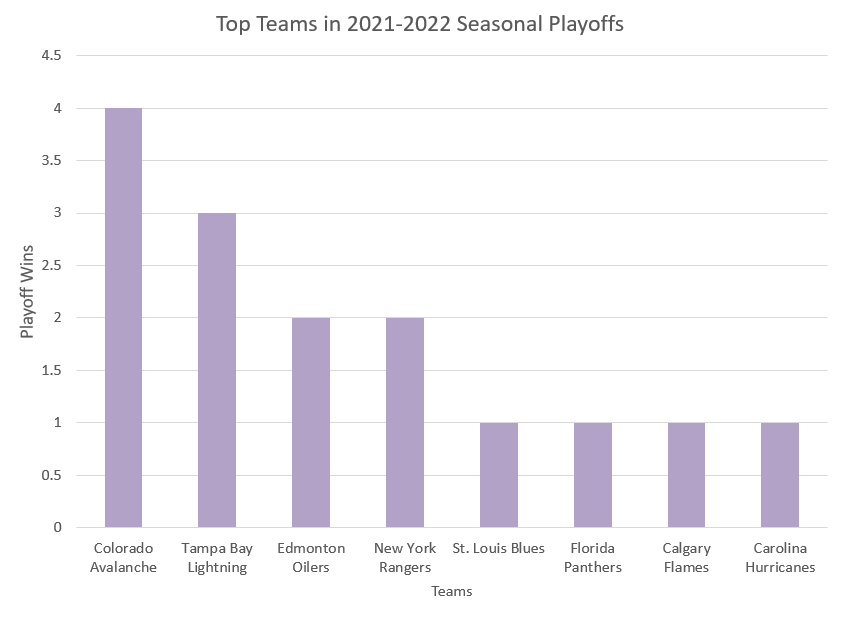 Top Teams in 2021-2022 Seasonal Playoffs
4.5
4
3.5
3
2.5
2
1.5
1
0.5
0
Playoff Wins
Colorado Avalanche
Tampa Bay Lightning
Edmonton Oilers
New York Rangers
St. Louis Blues
Florida Panthers
Calgary Flames
Carolina Hurricanes
Teams